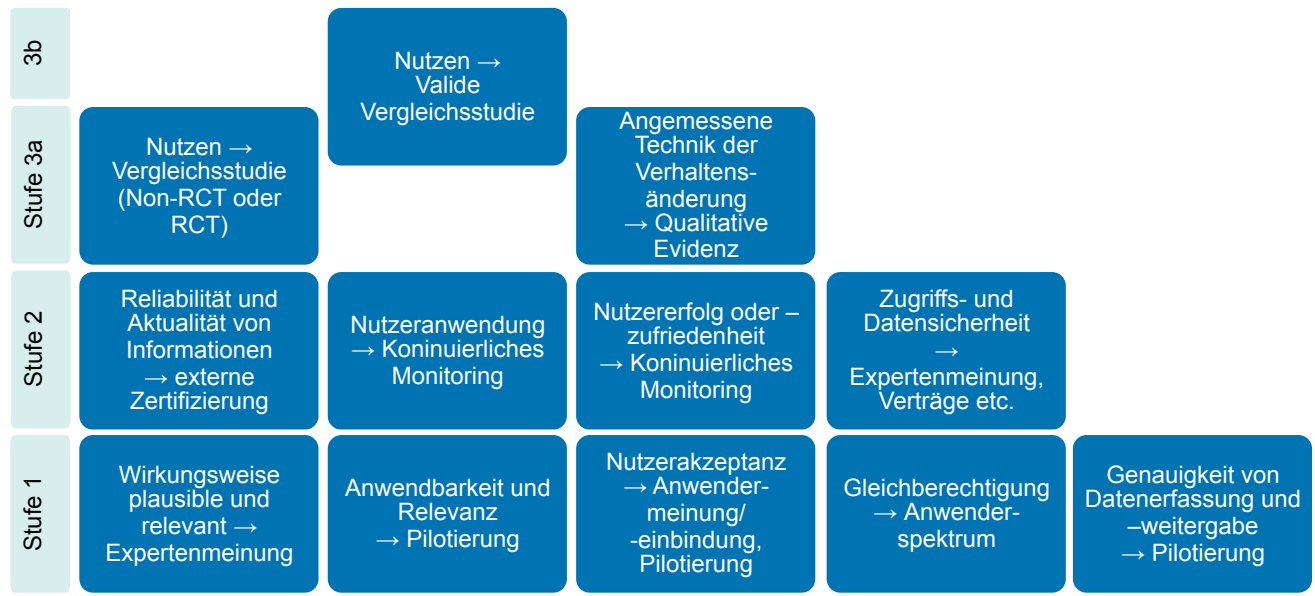 3b
Nutzen →
Valide
Vergleichsstudie
Stufe 3a
Nutzen →
Vergleichsstudie
(Non-RCT oder
RCT)
Angemessene
Technik der
Verhaltens-
änderung
→ Qualitative
Evidenz
Stufe 2
Reliabilität und
Aktualität von
Informationen
→ externe
Zertifizierung
Nutzeranwendung
→ Koninuierliches
Monitoring
Nutzererfolg oder –
zufriedenheit
→ Koninuierliches
Monitoring
Zugriffs- und
Datensicherheit
→
Expertenmeinung,
Verträge etc.
Stufe 1
Wirkungsweise
plausible und
relevant →
Expertenmeinung
Anwendbarkeit und
Relevanz
→ Pilotierung
Nutzerakzeptanz
→ Anwender-
meinung/
-einbindung,
Pilotierung
Gleichberechtigung
→ Anwender-
spektrum
Genauigkeit von
Datenerfassung und
–weitergabe
→ Pilotierung